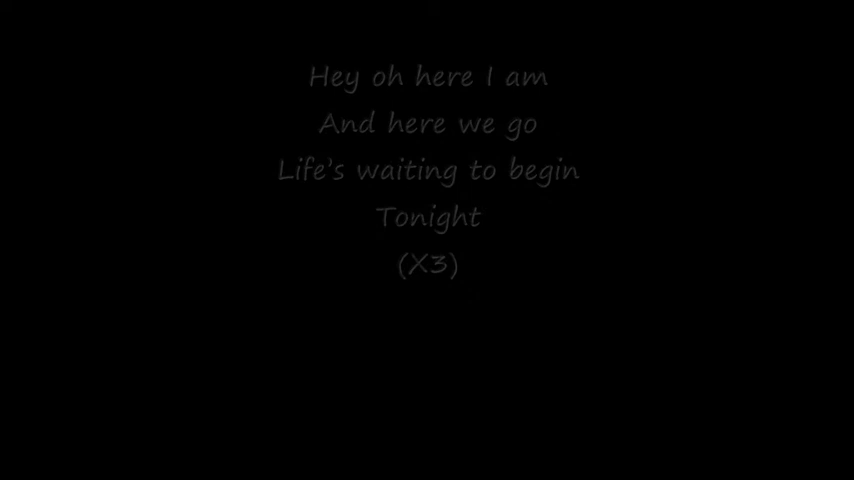 Hey oh here I am
And here we go
Life's waiting to begin
Tonight
(X3)